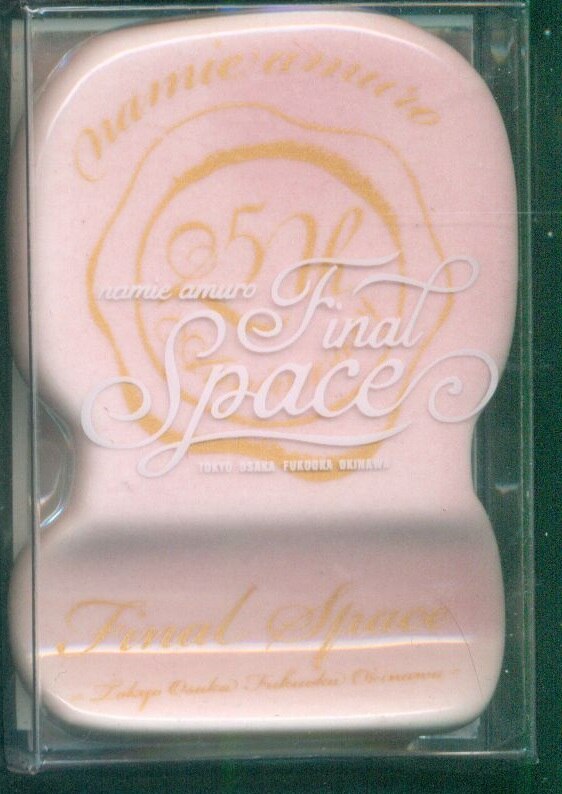 namie amuro
25th
namie amuro Final
Space
TOKYO OSAKA FUKUOKA OKINAWA
Final Space
Tokyo Osaka Fukuoka Okinawa